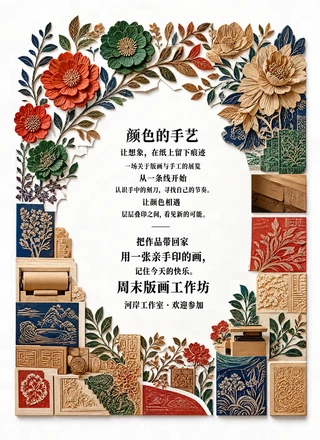 颜色的手艺
让想象，在纸上留下痕迹
一场关于版画与手工的展览
从一条线开始
认识手中的刻刀，寻找自己的节奏。
让颜色相遇
层层叠印之间，看见新的可能。
把作品带回家
用一张亲手印的画，
记住今天的快乐。
周末版画工作坊
河岸工作室 · 欢迎参加